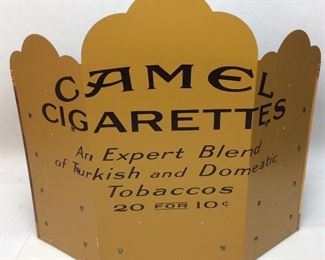 CAMEL
CIGARETTES
An Expert Blend
of Turkish and Domestic
Tobaccos
20 FOR 10¢